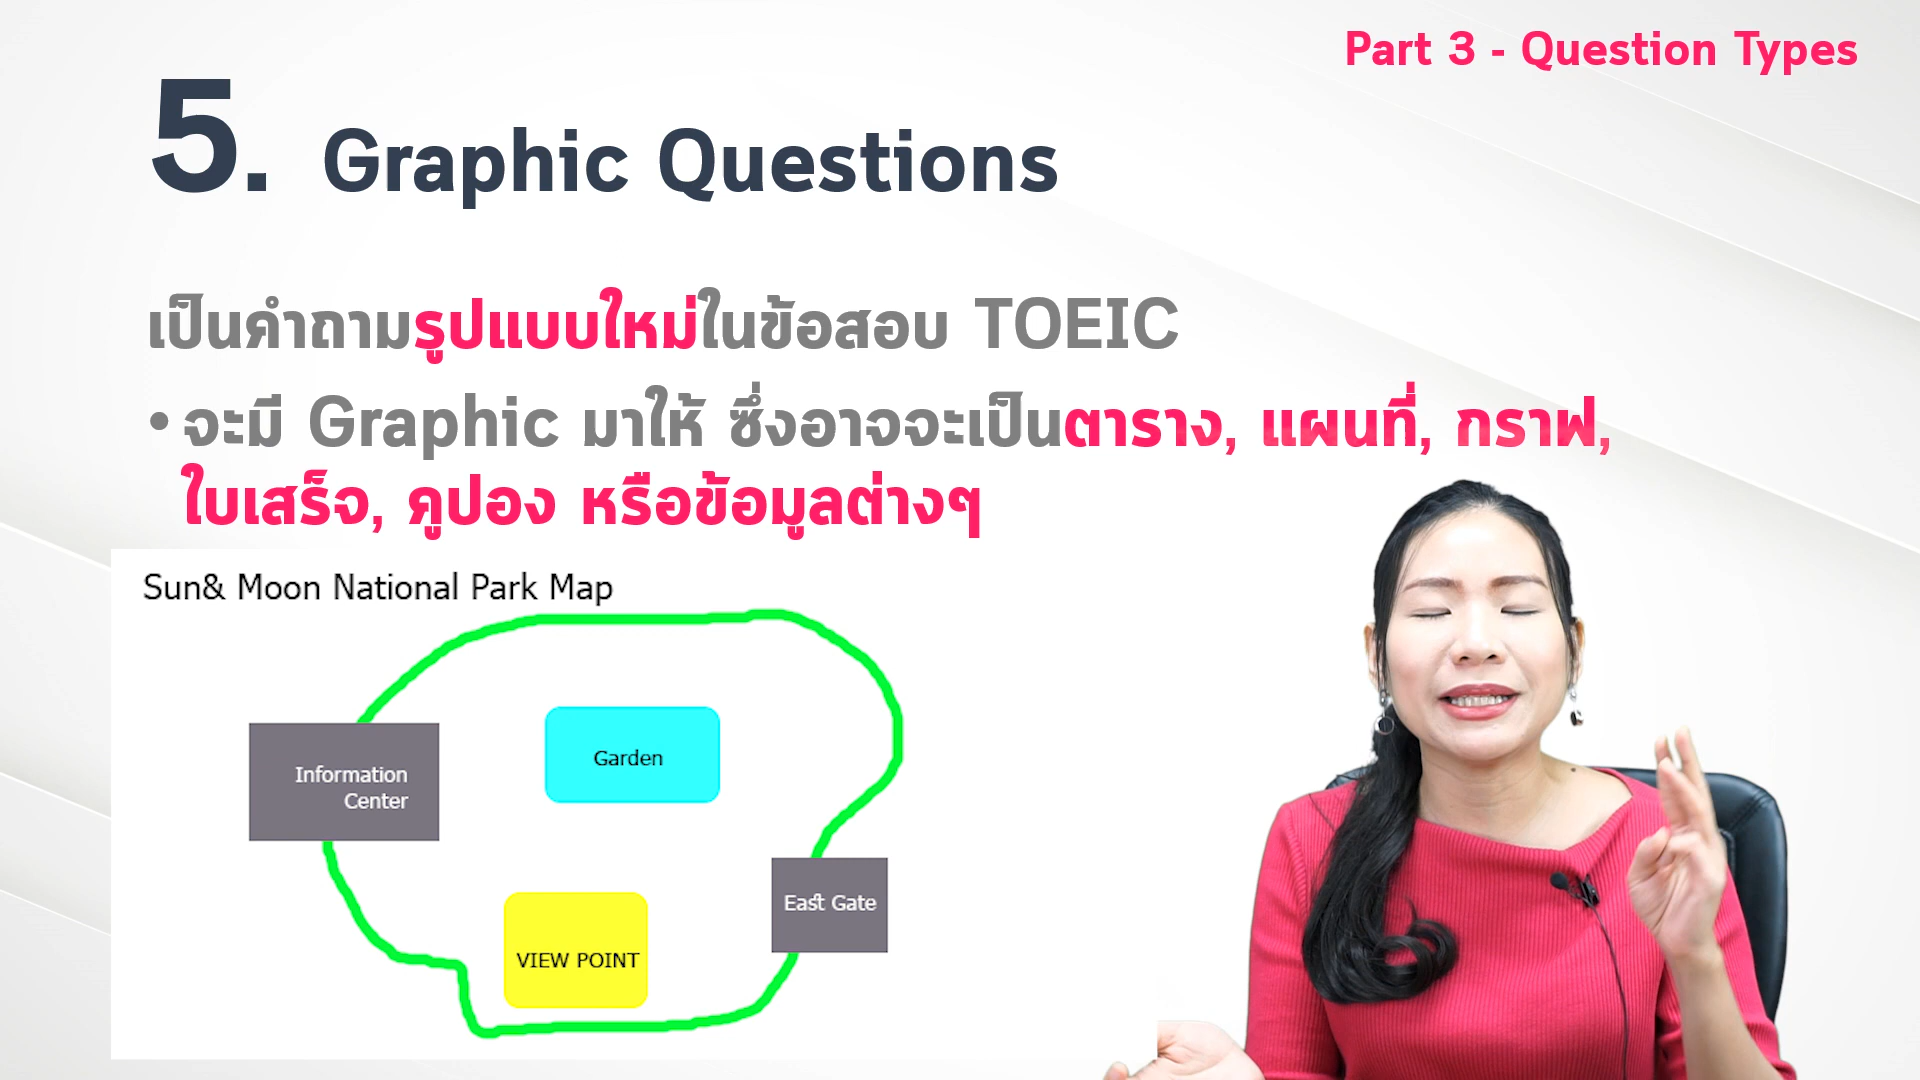 Part 3 - Question Types
5. Graphic Questions
เป็นคำถามรูปแบบใหม่ในข้อสอบ TOEIC
• จะมี Graphic มาให้ ซึ่งอาจจะเป็นตาราง, แผนที่, กราฟ,
ใบเสร็จ, คูปอง หรือข้อมูลต่างๆ
Sun& Moon National Park Map
Information
Center
Garden
East Gate
VIEW POINT